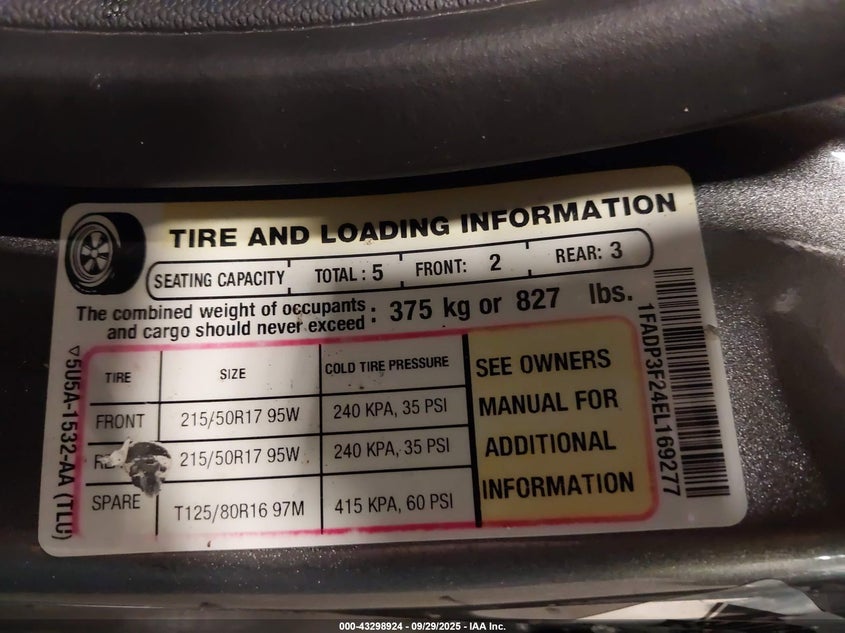 TIRE AND LOADING INFORMATION
SEATING CAPACITY TOTAL : 5 FRONT: 2 REAR: 3
The combined weight of occupants and cargo should never exceed : 375 kg or 827 lbs.
TIRE SIZE COLD TIRE PRESSURE
FRONT 215/50R17 95W 240 KPA, 35 PSI
215/50R17 95W 240 KPA, 35 PSI
SPARE T125/80R16 97M 415 KPA, 60 PSI
SEE OWNERS
MANUAL FOR
ADDITIONAL
INFORMATION
▽5U5A-1532-AA (TLU)
1FADP3F24EL169277
000-43298924 - 09/29/2025 - IAA Inc.